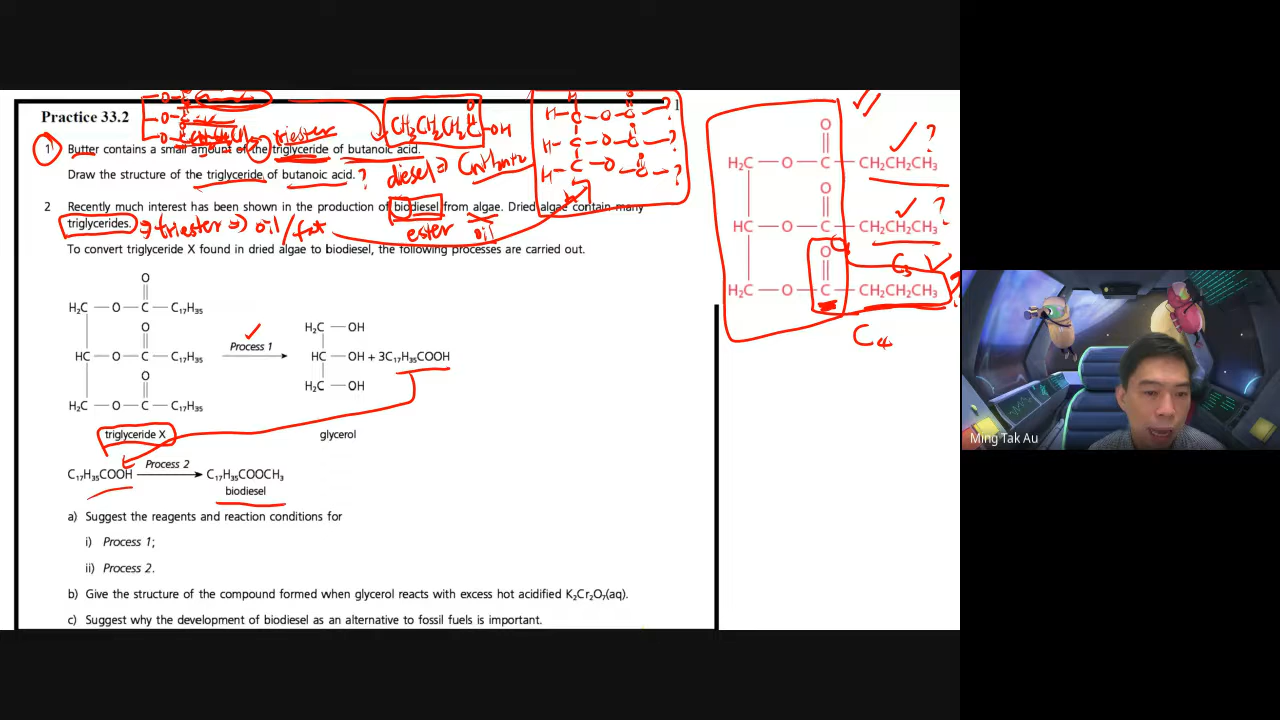 Practice 33.2
1
1 Butter contains a small amount of the triglyceride of butanoic acid.
Draw the structure of the triglyceride of butanoic acid. ?
triester
CH₃CH₂CH₂C-OH
O
diesel ⇒ CnH2n+2
2 Recently much interest has been shown in the production of biodiesel from algae. Dried algae contain many
triglycerides. ⇒ triester ⇒ oil/fat
ester oil
To convert triglyceride X found in dried algae to biodiesel, the following processes are carried out.
H — C — O — C — ?
H — C — O — C — ?
H — C — O — C — ?
O
H₂C — O — C — CH₂CH₂CH₃ ?
O
HC — O — C — CH₂CH₂CH₃ ?
O C₃
H₂C — O — C — CH₂CH₂CH₃ ?
C₄
O
H₂C — O — C — C₁₇H₃₅
O
HC — O — C — C₁₇H₃₅
O
H₂C — O — C — C₁₇H₃₅
triglyceride X
Process 1
H₂C — OH
HC — OH + 3C₁₇H₃₅COOH
H₂C — OH
glycerol
C₁₇H₃₅COOH Process 2 C₁₇H₃₅COOCH₃
biodiesel
a) Suggest the reagents and reaction conditions for
i) Process 1;
ii) Process 2.
b) Give the structure of the compound formed when glycerol reacts with excess hot acidified K₂Cr₂O₇(aq).
c) Suggest why the development of biodiesel as an alternative to fossil fuels is important.
Ming Tak Au